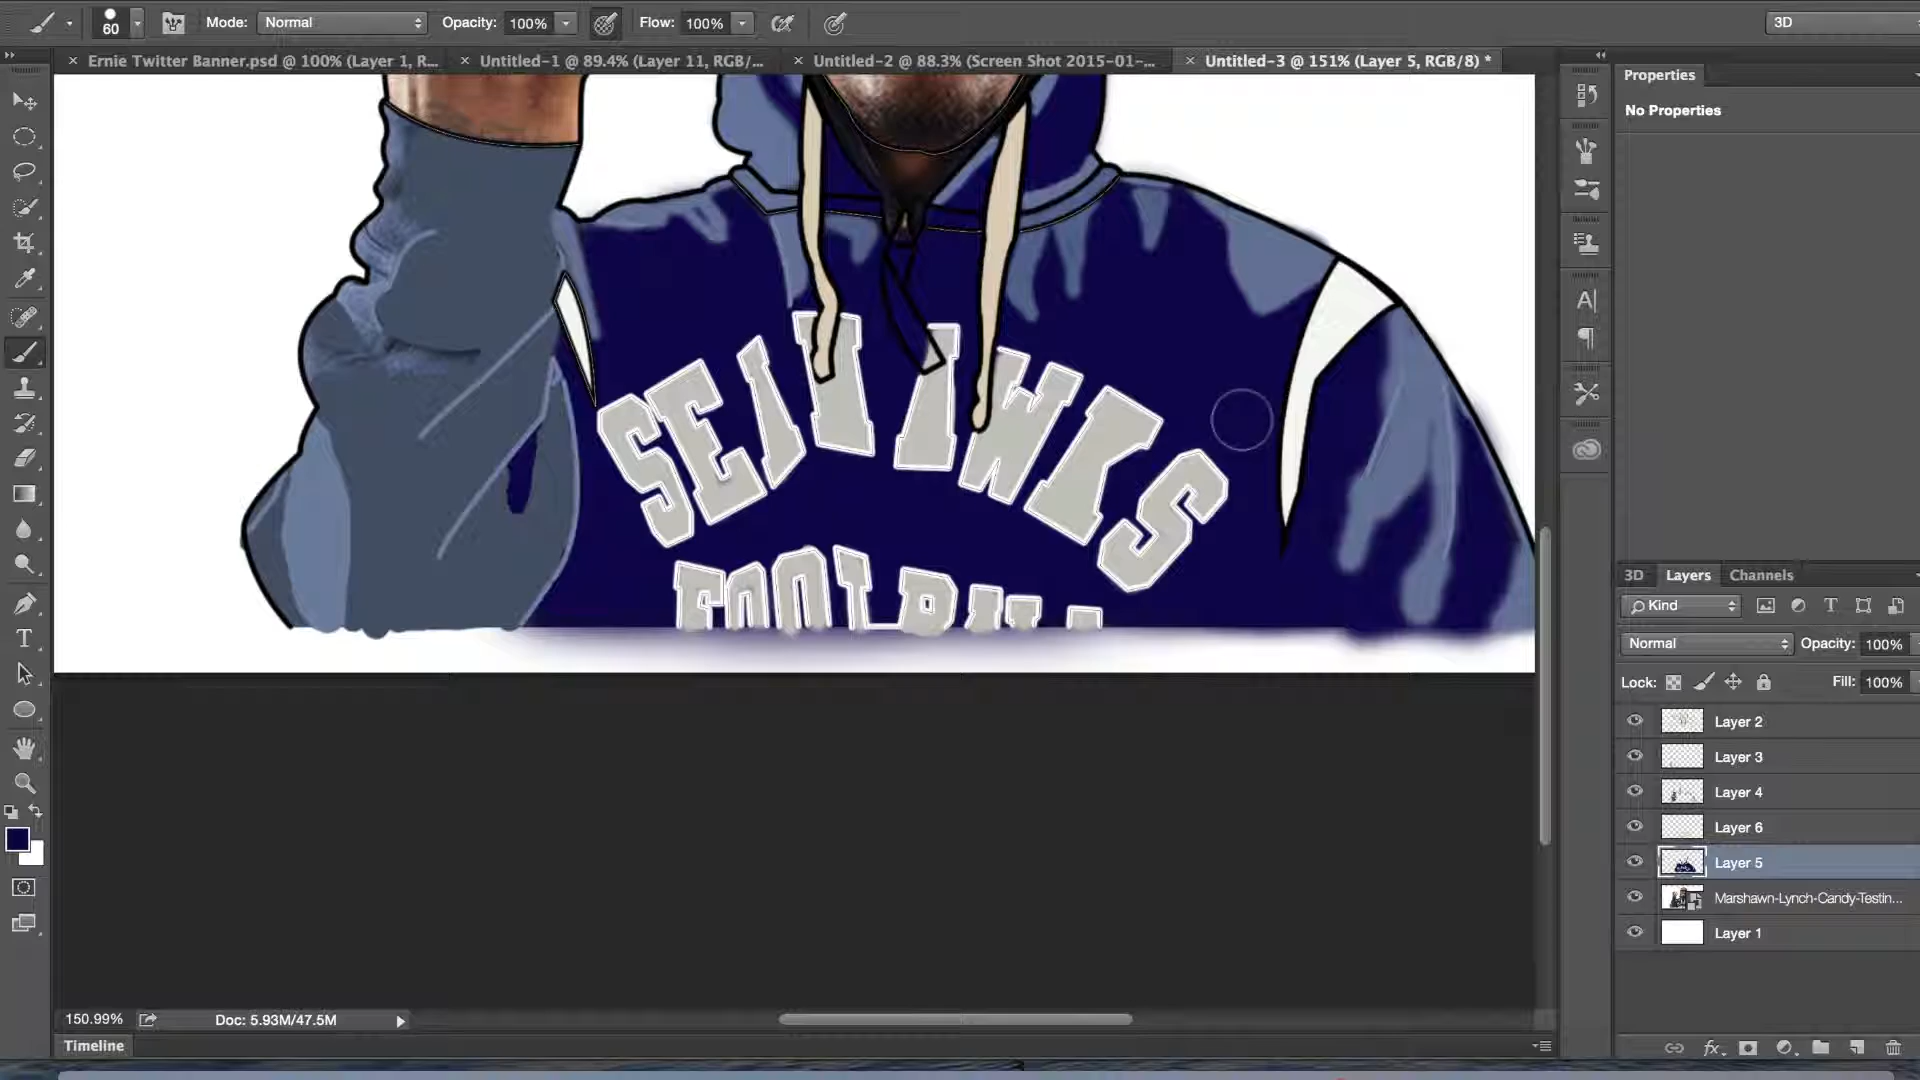 60
Mode: Normal Opacity: 100% Flow: 100% 3D
Ernie Twitter Banner.psd @ 100% (Layer 1, R... Untitled-1 @ 89.4% (Layer 11, RGB/... Untitled-2 @ 88.3% (Screen Shot 2015-01-... Untitled-3 @ 151% (Layer 5, RGB/8) *
Properties
No Properties
3D Layers Channels
Kind
Normal Opacity: 100%
Lock: Fill: 100%
Layer 2
Layer 3
Layer 4
Layer 6
Layer 5
Marshawn-Lynch-Candy-Testin...
Layer 1
150.99% Doc: 5.93M/47.5M
Timeline